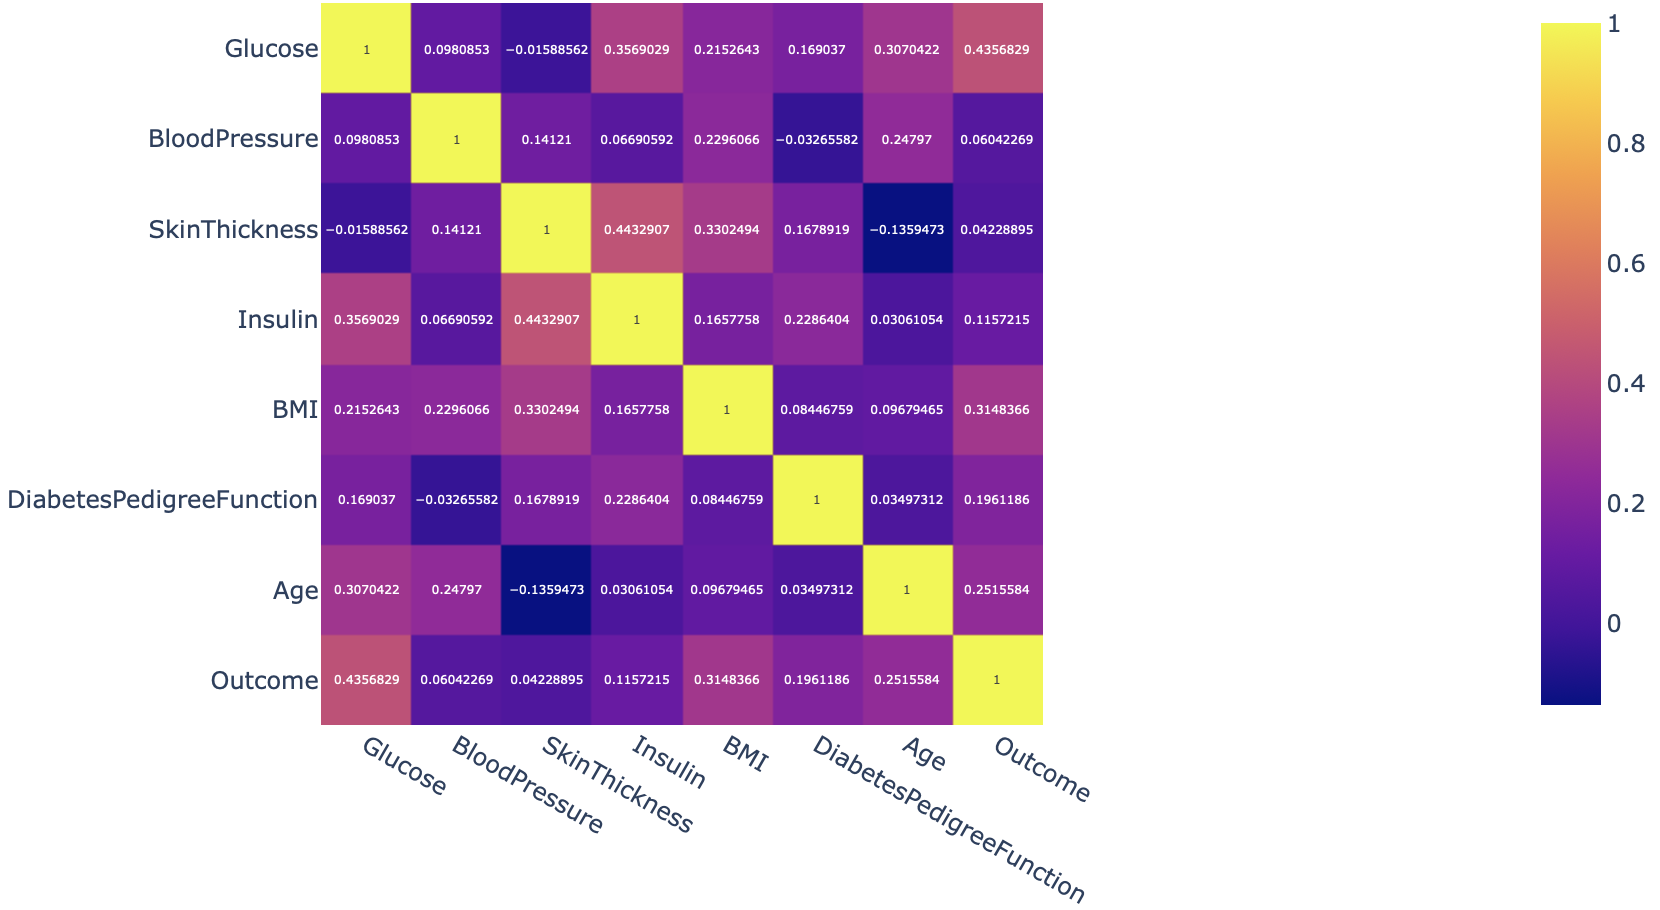 Glucose 1 0.0980853 −0.01588562 0.3569029 0.2152643 0.169037 0.3070422 0.4356829
BloodPressure 0.0980853 1 0.14121 0.06690592 0.2296066 −0.03265582 0.24797 0.06042269
SkinThickness −0.01588562 0.14121 1 0.4432907 0.3302494 0.1678919 −0.1359473 0.04228895
Insulin 0.3569029 0.06690592 0.4432907 1 0.1657758 0.2286404 0.03061054 0.1157215
BMI 0.2152643 0.2296066 0.3302494 0.1657758 1 0.08446759 0.09679465 0.3148366
DiabetesPedigreeFunction 0.169037 −0.03265582 0.1678919 0.2286404 0.08446759 1 0.03497312 0.1961186
Age 0.3070422 0.24797 −0.1359473 0.03061054 0.09679465 0.03497312 1 0.2515584
Outcome 0.4356829 0.06042269 0.04228895 0.1157215 0.3148366 0.1961186 0.2515584 1
Glucose
BloodPressure
SkinThickness
Insulin
BMI
DiabetesPedigreeFunction
Age
Outcome
1
0.8
0.6
0.4
0.2
0